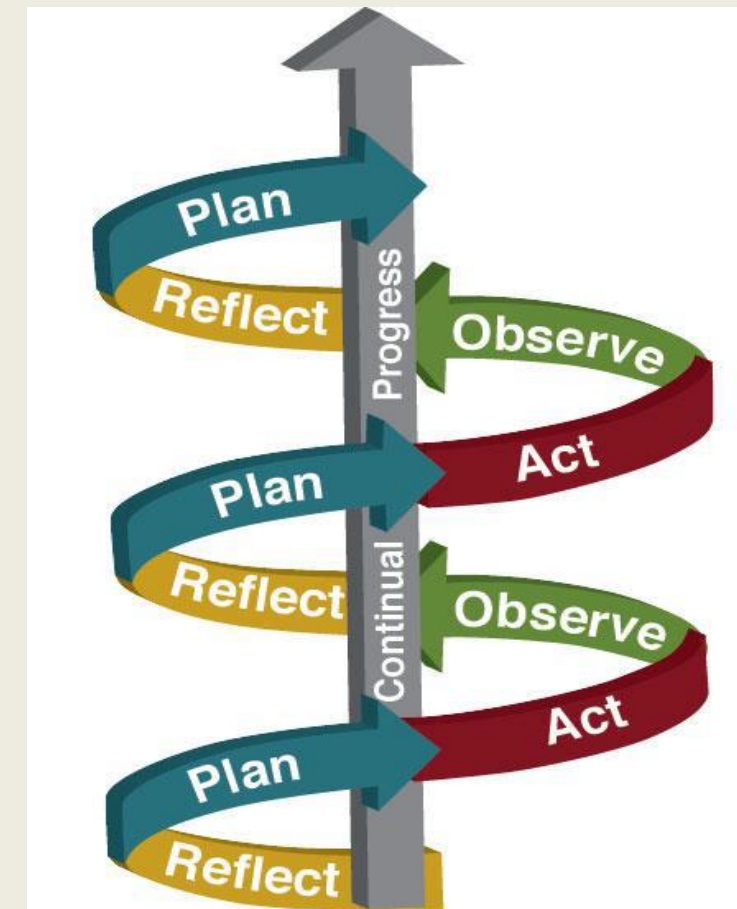 Plan
Reflect
Progress
Observe
Act
Plan
Reflect
Continual
Observe
Act
Plan
Reflect